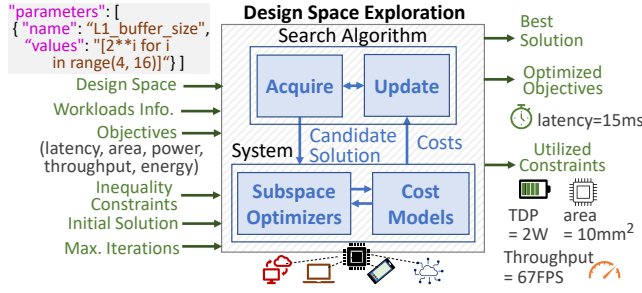 "parameters": [
{ "name": “L1_buffer_size",
“values": "[2**i for i
in range(4, 16)]“} ]
Design Space
Workloads Info.
Objectives
(latency, area, power,
throughput, energy)
Inequality
Constraints
Initial Solution
Max. Iterations
Design Space Exploration
Search Algorithm
Acquire
Update
Candidate
Solution
Costs
System
Subspace
Optimizers
Cost
Models
Best
Solution
Optimized
Objectives
latency=15ms
Utilized
Constraints
TDP
= 2W
area
= 10mm²
Throughput
= 67FPS